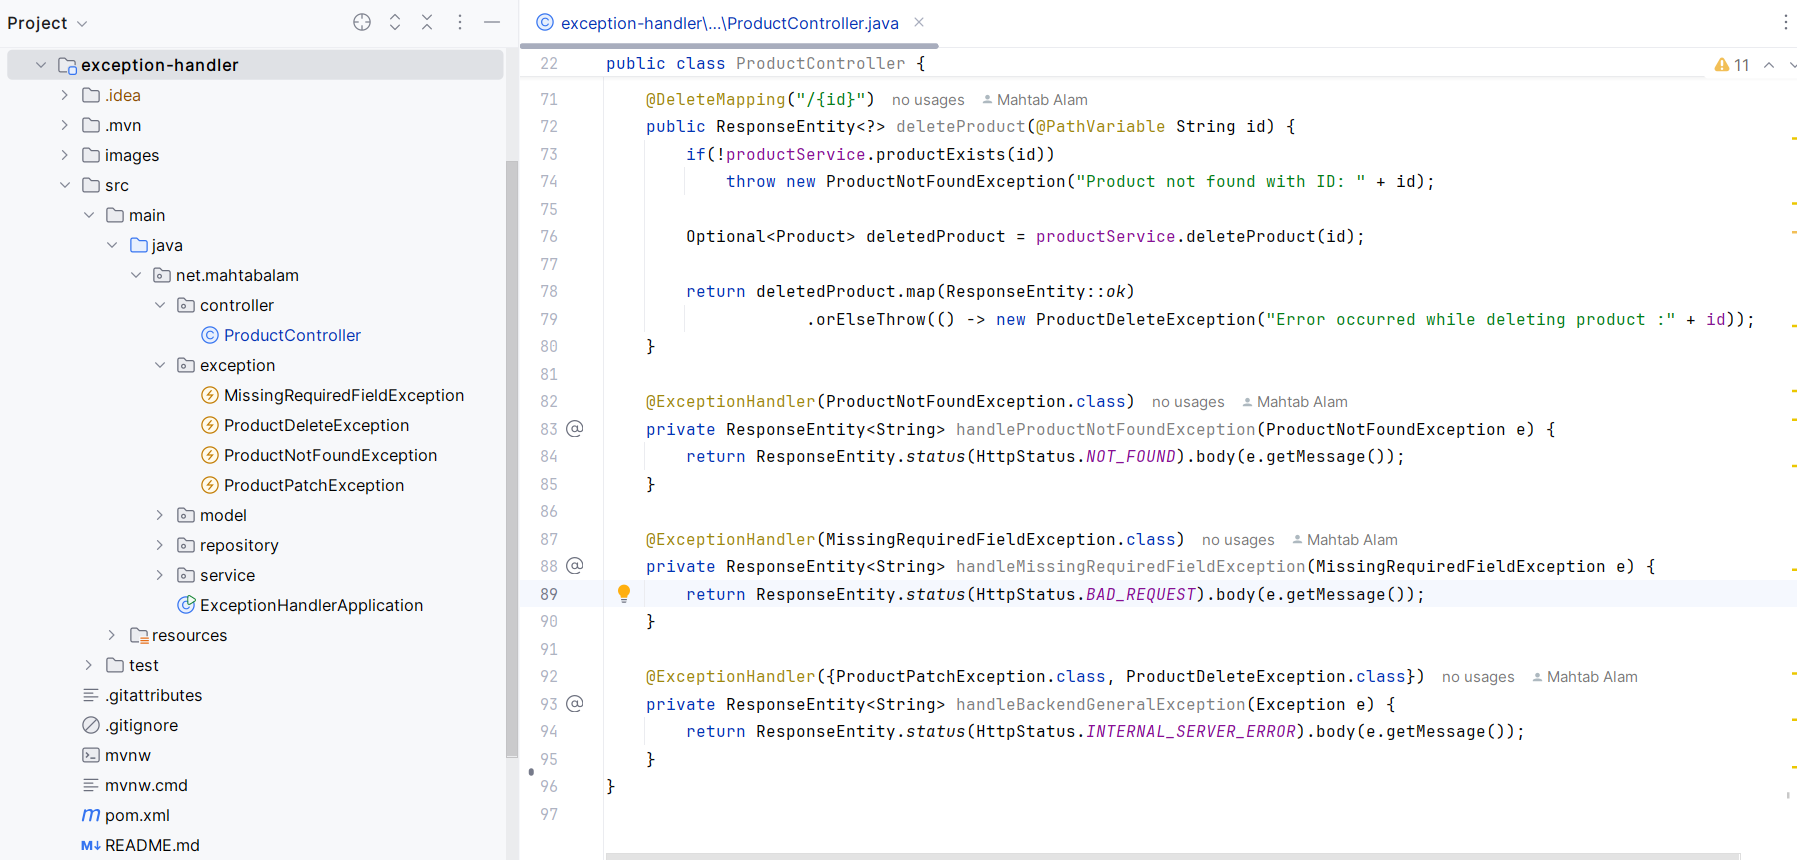 Project
exception-handler
.idea
.mvn
images
src
main
java
net.mahtabalam
controller
ProductController
exception
MissingRequiredFieldException
ProductDeleteException
ProductNotFoundException
ProductPatchException
model
repository
service
ExceptionHandlerApplication
resources
test
.gitattributes
.gitignore
mvnw
mvnw.cmd
m pom.xml
M↓ README.md
exception-handler\...\ProductController.java
22 public class ProductController {
11
71 @DeleteMapping("/{id}") no usages Mahtab Alam
72 public ResponseEntity<?> deleteProduct(@PathVariable String id) {
73 if(!productService.productExists(id))
74 throw new ProductNotFoundException("Product not found with ID: " + id);
75
76 Optional<Product> deletedProduct = productService.deleteProduct(id);
77
78 return deletedProduct.map(ResponseEntity::ok)
79 .orElseThrow(() -> new ProductDeleteException("Error occurred while deleting product :" + id));
80 }
81
82 @ExceptionHandler(ProductNotFoundException.class) no usages Mahtab Alam
83 @ private ResponseEntity<String> handleProductNotFoundException(ProductNotFoundException e) {
84 return ResponseEntity.status(HttpStatus.NOT_FOUND).body(e.getMessage());
85 }
86
87 @ExceptionHandler(MissingRequiredFieldException.class) no usages Mahtab Alam
88 @ private ResponseEntity<String> handleMissingRequiredFieldException(MissingRequiredFieldException e) {
89 return ResponseEntity.status(HttpStatus.BAD_REQUEST).body(e.getMessage());
90 }
91
92 @ExceptionHandler({ProductPatchException.class, ProductDeleteException.class}) no usages Mahtab Alam
93 @ private ResponseEntity<String> handleBackendGeneralException(Exception e) {
94 return ResponseEntity.status(HttpStatus.INTERNAL_SERVER_ERROR).body(e.getMessage());
95 }
96 }
97